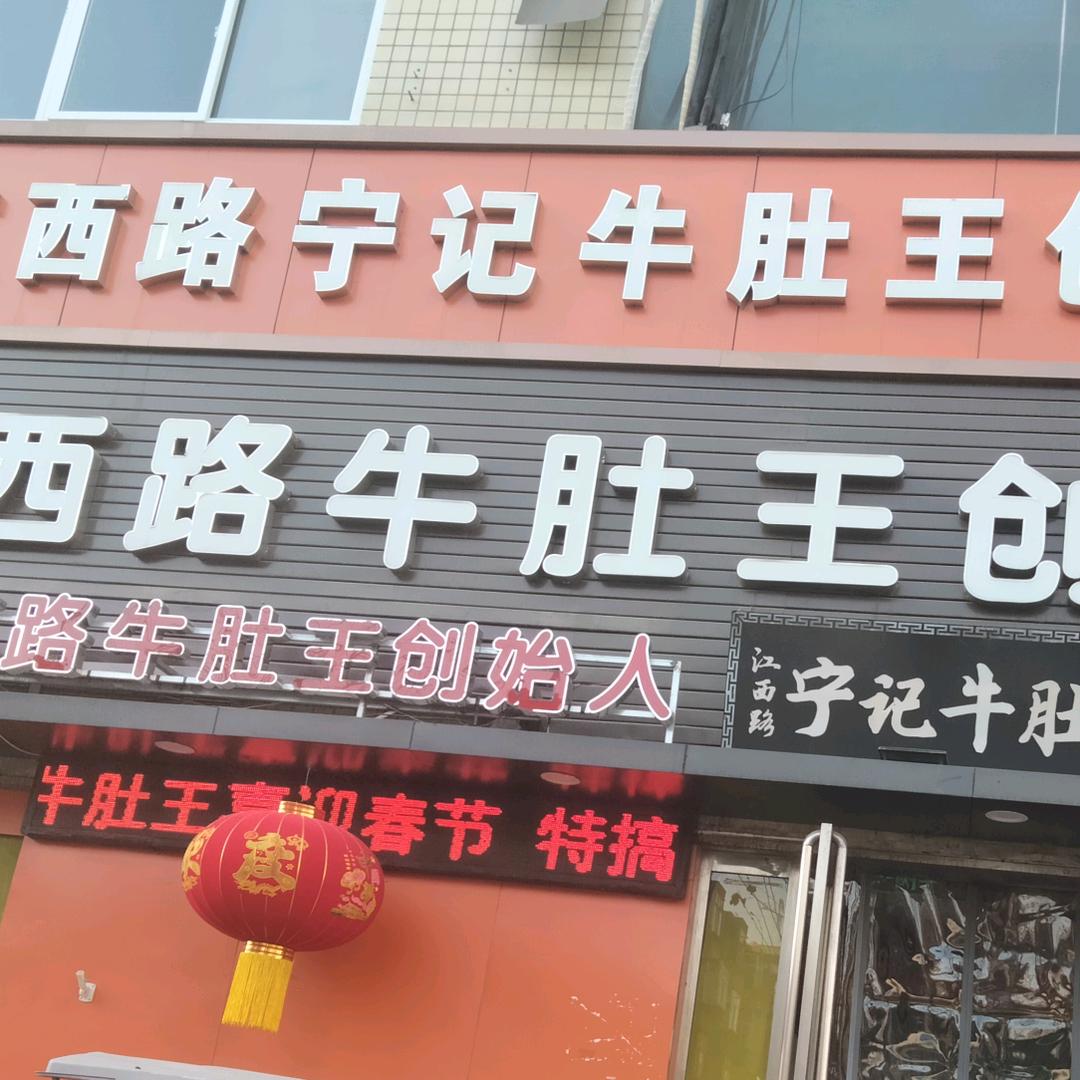 西路宁记牛肚王
西路牛肚王创
路牛肚王创始人
江西路
宁记牛肚
牛肚王喜迎春节 特搞